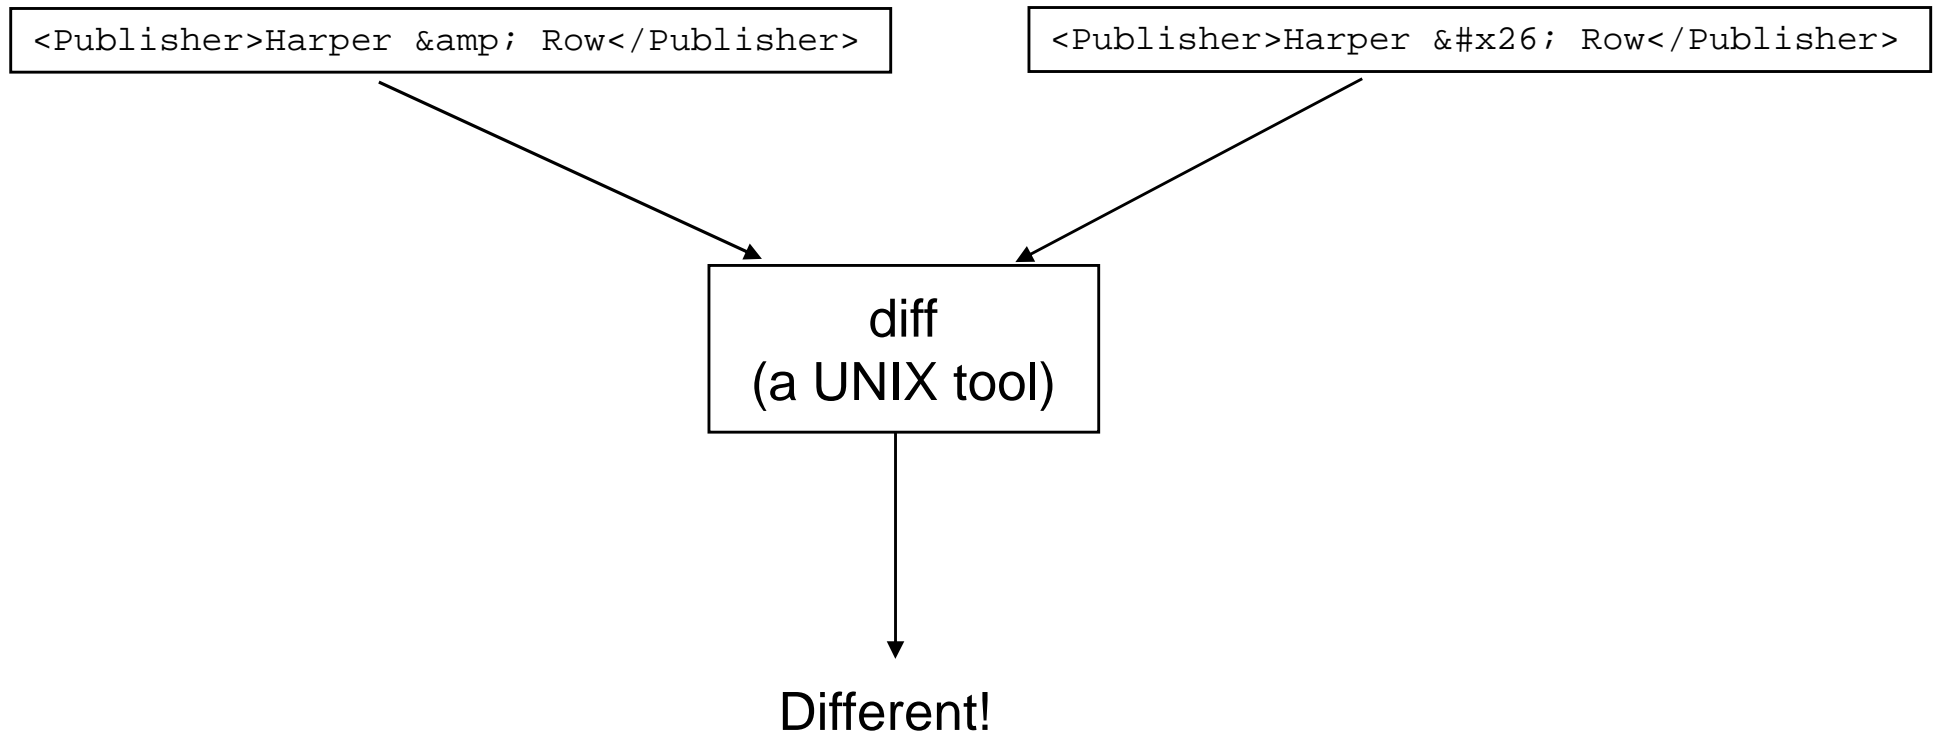 <Publisher>Harper &amp; Row</Publisher>
<Publisher>Harper &#x26; Row</Publisher>
diff
(a UNIX tool)
Different!